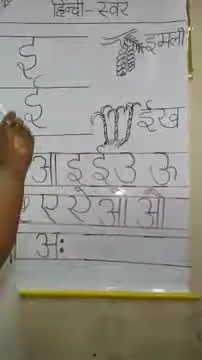 हिन्दी - स्वर
इ इमली
ई ईख
आ इ ई उ ऊ
ए ऐ ओ औ
अः